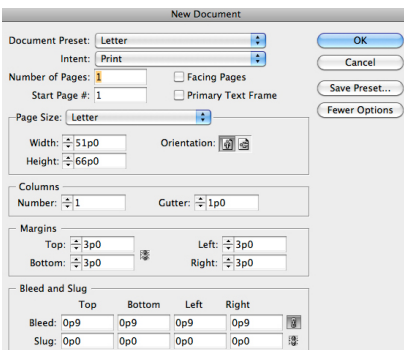 New Document
Document Preset: Letter
OK
Intent: Print
Cancel
Number of Pages: 1
Facing Pages
Start Page #: 1
Primary Text Frame
Save Preset...
Page Size: Letter
Fewer Options
Width: 51p0
Orientation:
Height: 66p0
Columns
Number: 1
Gutter: 1p0
Margins
Top: 3p0
Left: 3p0
Bottom: 3p0
Right: 3p0
Bleed and Slug
Top Bottom Left Right
Bleed: 0p9 0p9 0p9 0p9
Slug: 0p0 0p0 0p0 0p0